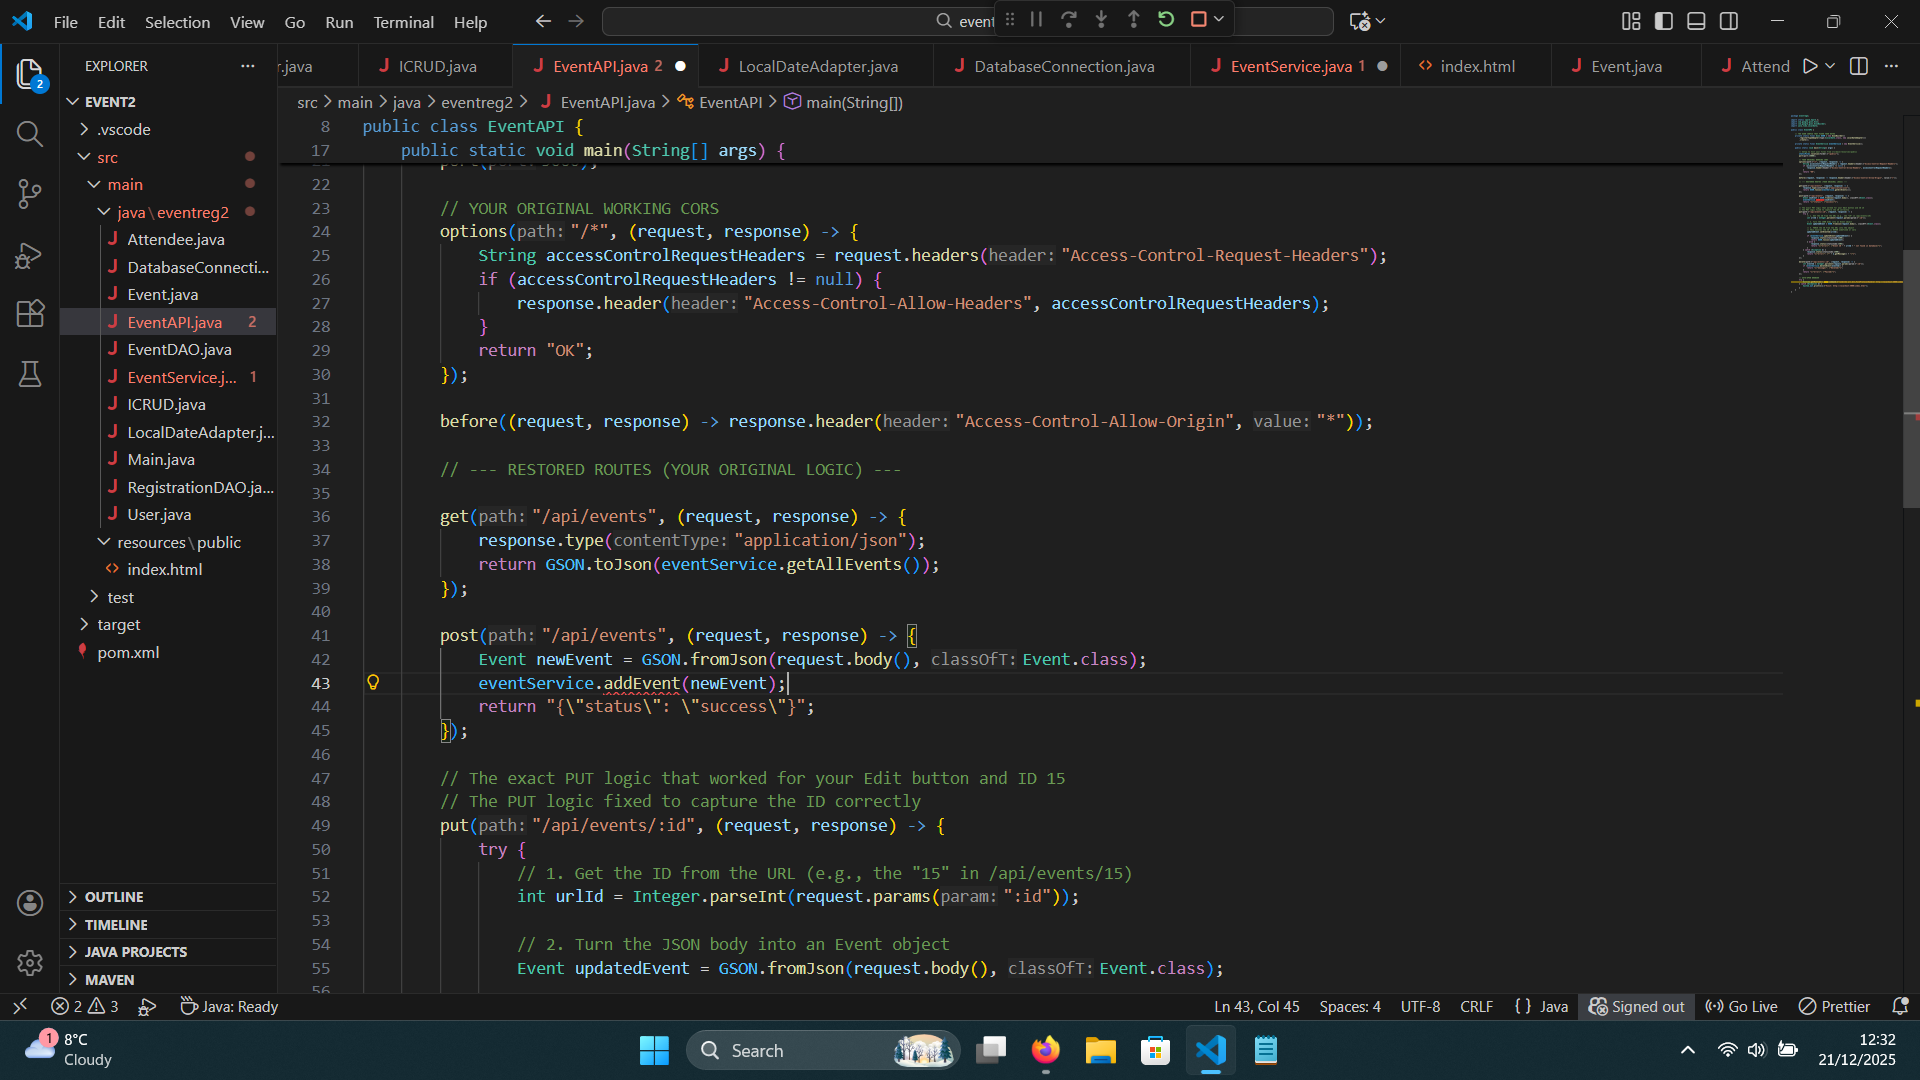 File Edit Selection View Go Run Terminal Help
event
EXPLORER
EVENT2
.vscode
src
main
java\eventreg2
Attendee.java
DatabaseConnecti...
Event.java
EventAPI.java 2
EventDAO.java
EventService.j... 1
ICRUD.java
LocalDateAdapter.j...
Main.java
RegistrationDAO.ja...
User.java
resources\public
index.html
test
target
pom.xml
OUTLINE
TIMELINE
JAVA PROJECTS
MAVEN
r.java
ICRUD.java
EventAPI.java 2
LocalDateAdapter.java
DatabaseConnection.java
EventService.java 1
index.html
Event.java
Attend
src > main > java > eventreg2 > EventAPI.java > EventAPI > main(String[])
8 public class EventAPI {
17 public static void main(String[] args) {
22
23 // YOUR ORIGINAL WORKING CORS
24 options(path: "/*", (request, response) -> {
25 String accessControlRequestHeaders = request.headers(header: "Access-Control-Request-Headers");
26 if (accessControlRequestHeaders != null) {
27 response.header(header: "Access-Control-Allow-Headers", accessControlRequestHeaders);
28 }
29 return "OK";
30 });
31
32 before((request, response) -> response.header(header: "Access-Control-Allow-Origin", value: "*"));
33
34 // --- RESTORED ROUTES (YOUR ORIGINAL LOGIC) ---
35
36 get(path: "/api/events", (request, response) -> {
37 response.type(contentType: "application/json");
38 return GSON.toJson(eventService.getAllEvents());
39 });
40
41 post(path: "/api/events", (request, response) -> {
42 Event newEvent = GSON.fromJson(request.body(), classOfT: Event.class);
43 eventService.addEvent(newEvent);
44 return "{\"status\": \"success\"}";
45 });
46
47 // The exact PUT logic that worked for your Edit button and ID 15
48 // The PUT logic fixed to capture the ID correctly
49 put(path: "/api/events/:id", (request, response) -> {
50 try {
51 // 1. Get the ID from the URL (e.g., the "15" in /api/events/15)
52 int urlId = Integer.parseInt(request.params(param: ":id"));
53
54 // 2. Turn the JSON body into an Event object
55 Event updatedEvent = GSON.fromJson(request.body(), classOfT: Event.class);
56
2 3 Java: Ready
Ln 43, Col 45 Spaces: 4 UTF-8 CRLF {} Java Signed out Go Live Prettier
1 8°C
Cloudy
Search
12:32
21/12/2025
2